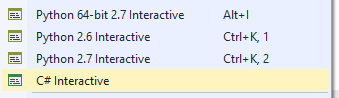 Python 64-bit 2.7 Interactive Alt+I
Python 2.6 Interactive Ctrl+K, 1
Python 2.7 Interactive Ctrl+K, 2
C# Interactive